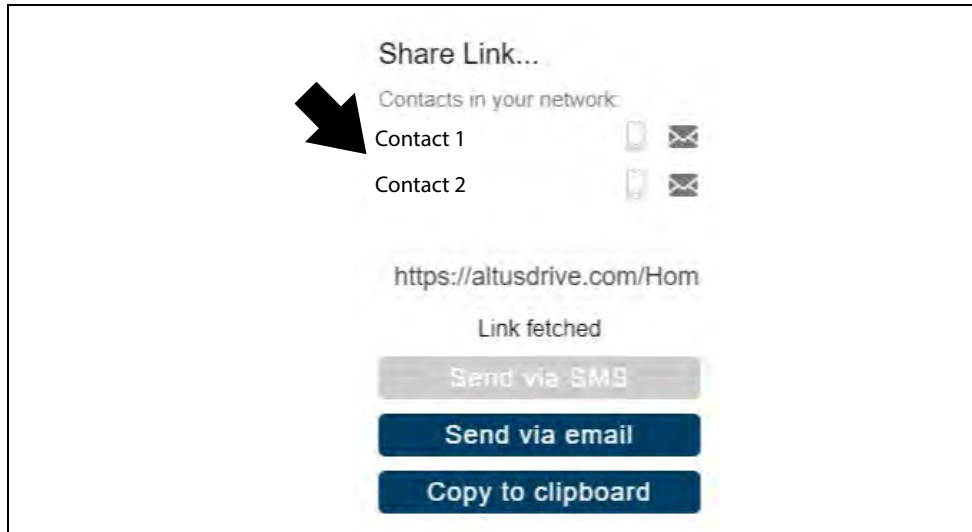 Share Link...
Contacts in your network:
Contact 1
Contact 2
https://altusdrive.com/Hom
Link fetched
Send via SMS
Send via email
Copy to clipboard